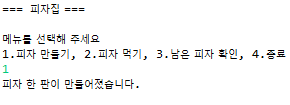 === 피자집 ===
메뉴를 선택해 주세요
1.피자 만들기, 2.피자 먹기, 3.남은 피자 확인, 4.종료
1
피자 한 판이 만들어졌습니다.